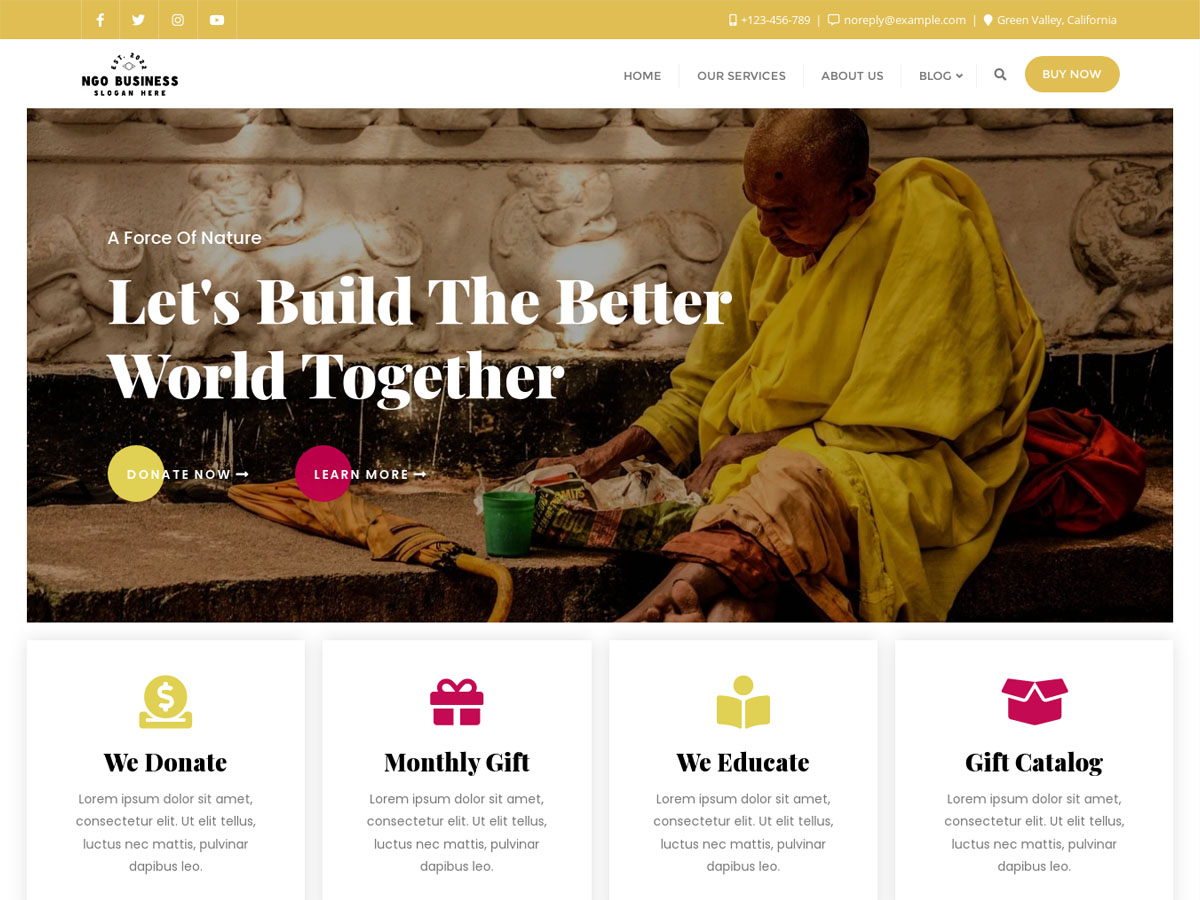 +123-456-789 | noreply@example.com | Green Valley, California
EST. 2022
NGO BUSINESS
SLOGAN HERE
HOME OUR SERVICES ABOUT US BLOG BUY NOW
A Force Of Nature
Let's Build The Better
World Together
DONATE NOW LEARN MORE
We Donate
Lorem ipsum dolor sit amet,
consectetur elit. Ut elit tellus,
luctus nec mattis, pulvinar
dapibus leo.
Monthly Gift
Lorem ipsum dolor sit amet,
consectetur elit. Ut elit tellus,
luctus nec mattis, pulvinar
dapibus leo.
We Educate
Lorem ipsum dolor sit amet,
consectetur elit. Ut elit tellus,
luctus nec mattis, pulvinar
dapibus leo.
Gift Catalog
Lorem ipsum dolor sit amet,
consectetur elit. Ut elit tellus,
luctus nec mattis, pulvinar
dapibus leo.